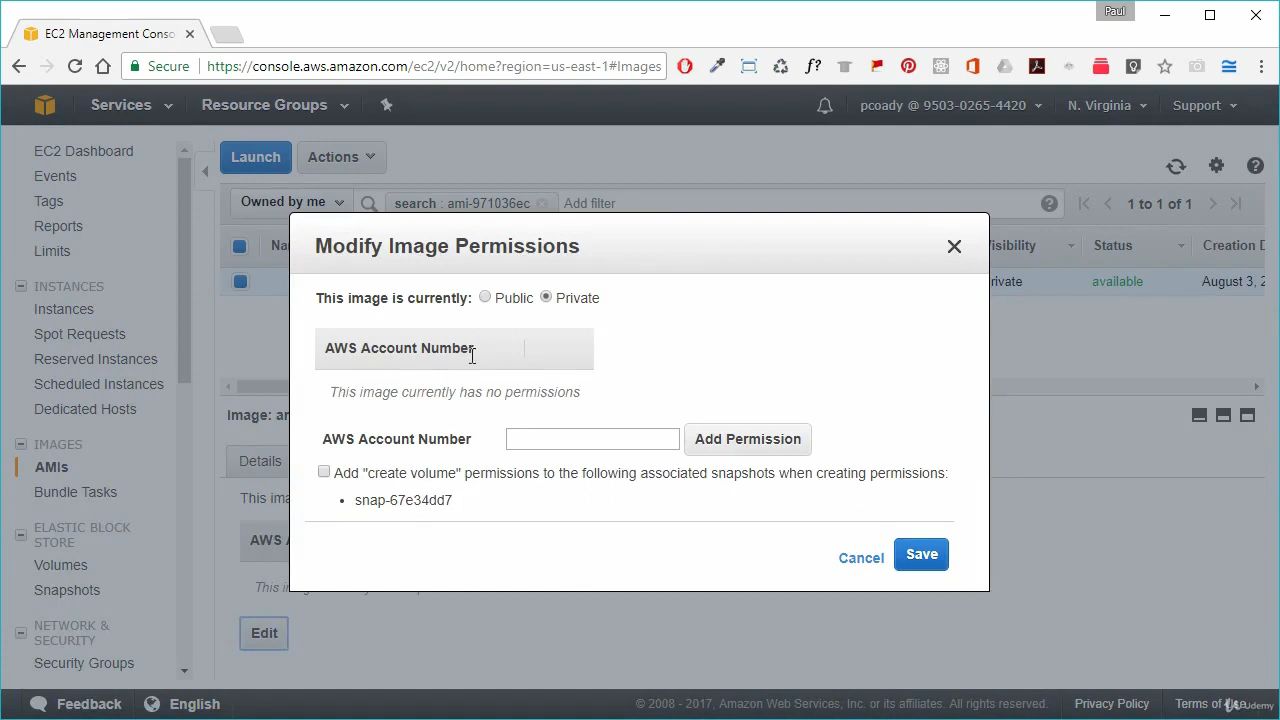 Paul
EC2 Management Conso
Secure https://console.aws.amazon.com/ec2/v2/home?region=us-east-1#Images
Services Resource Groups pcoady @ 9503-0265-4420 N. Virginia Support
EC2 Dashboard
Events
Tags
Reports
Limits
INSTANCES
Instances
Spot Requests
Reserved Instances
Scheduled Instances
Dedicated Hosts
IMAGES
AMIs
Bundle Tasks
ELASTIC BLOCK
STORE
Volumes
Snapshots
NETWORK &
SECURITY
Security Groups
Launch Actions
Owned by me search : ami-971036ec Add filter 1 to 1 of 1
Na isibility Status Creation D
rivate available August 3, 2
Image: ar
Details
This ima
AWS A
This i
Edit
Modify Image Permissions
This image is currently: Public Private
AWS Account Number
This image currently has no permissions
AWS Account Number Add Permission
Add "create volume" permissions to the following associated snapshots when creating permissions:
• snap-67e34dd7
Cancel Save
Feedback English © 2008 - 2017, Amazon Web Services, Inc. or its affiliates. All rights reserved. Privacy Policy Terms of Use
Udemy